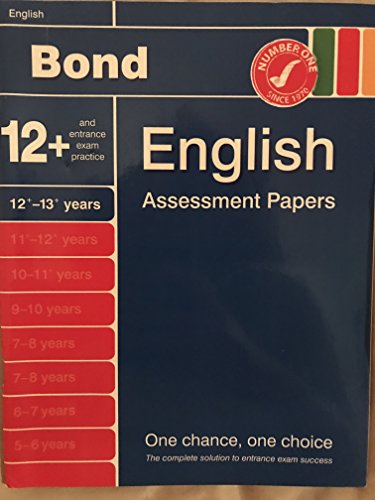 English
Bond
NUMBER ONE
SINCE 1970
12+
and
entrance
exam
practice
English
Assessment Papers
12+–13+ years
11+–12+ years
10–11+ years
9–10 years
7–8 years
7–8 years
6–7 years
5–6 years
One chance, one choice
The complete solution to entrance exam success